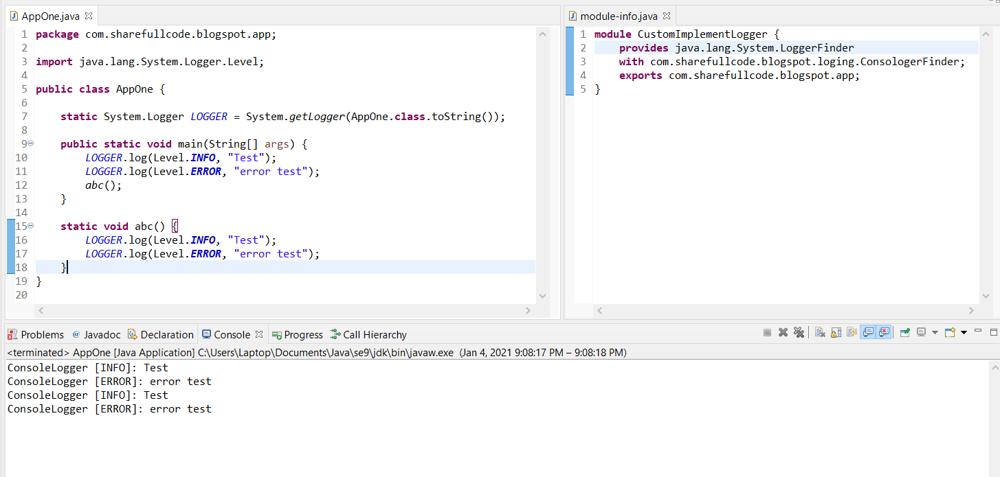 AppOne.java
1 package com.sharefullcode.blogspot.app;
2
3 import java.lang.System.Logger.Level;
4
5 public class AppOne {
6
7 static System.Logger LOGGER = System.getLogger(AppOne.class.toString());
8
9 public static void main(String[] args) {
10 LOGGER.log(Level.INFO, "Test");
11 LOGGER.log(Level.ERROR, "error test");
12 abc();
13 }
14
15 static void abc() {
16 LOGGER.log(Level.INFO, "Test");
17 LOGGER.log(Level.ERROR, "error test");
18 }
19 }
20
module-info.java
1 module CustomImplementLogger {
2 provides java.lang.System.LoggerFinder
3 with com.sharefullcode.blogspot.loging.ConsologerFinder;
4 exports com.sharefullcode.blogspot.app;
5 }
Problems @ Javadoc Declaration Console Progress Call Hierarchy
<terminated> AppOne [Java Application] C:\Users\Laptop\Documents\Java\se9\jdk\bin\javaw.exe (Jan 4, 2021 9:08:17 PM – 9:08:18 PM)
ConsoleLogger [INFO]: Test
ConsoleLogger [ERROR]: error test
ConsoleLogger [INFO]: Test
ConsoleLogger [ERROR]: error test